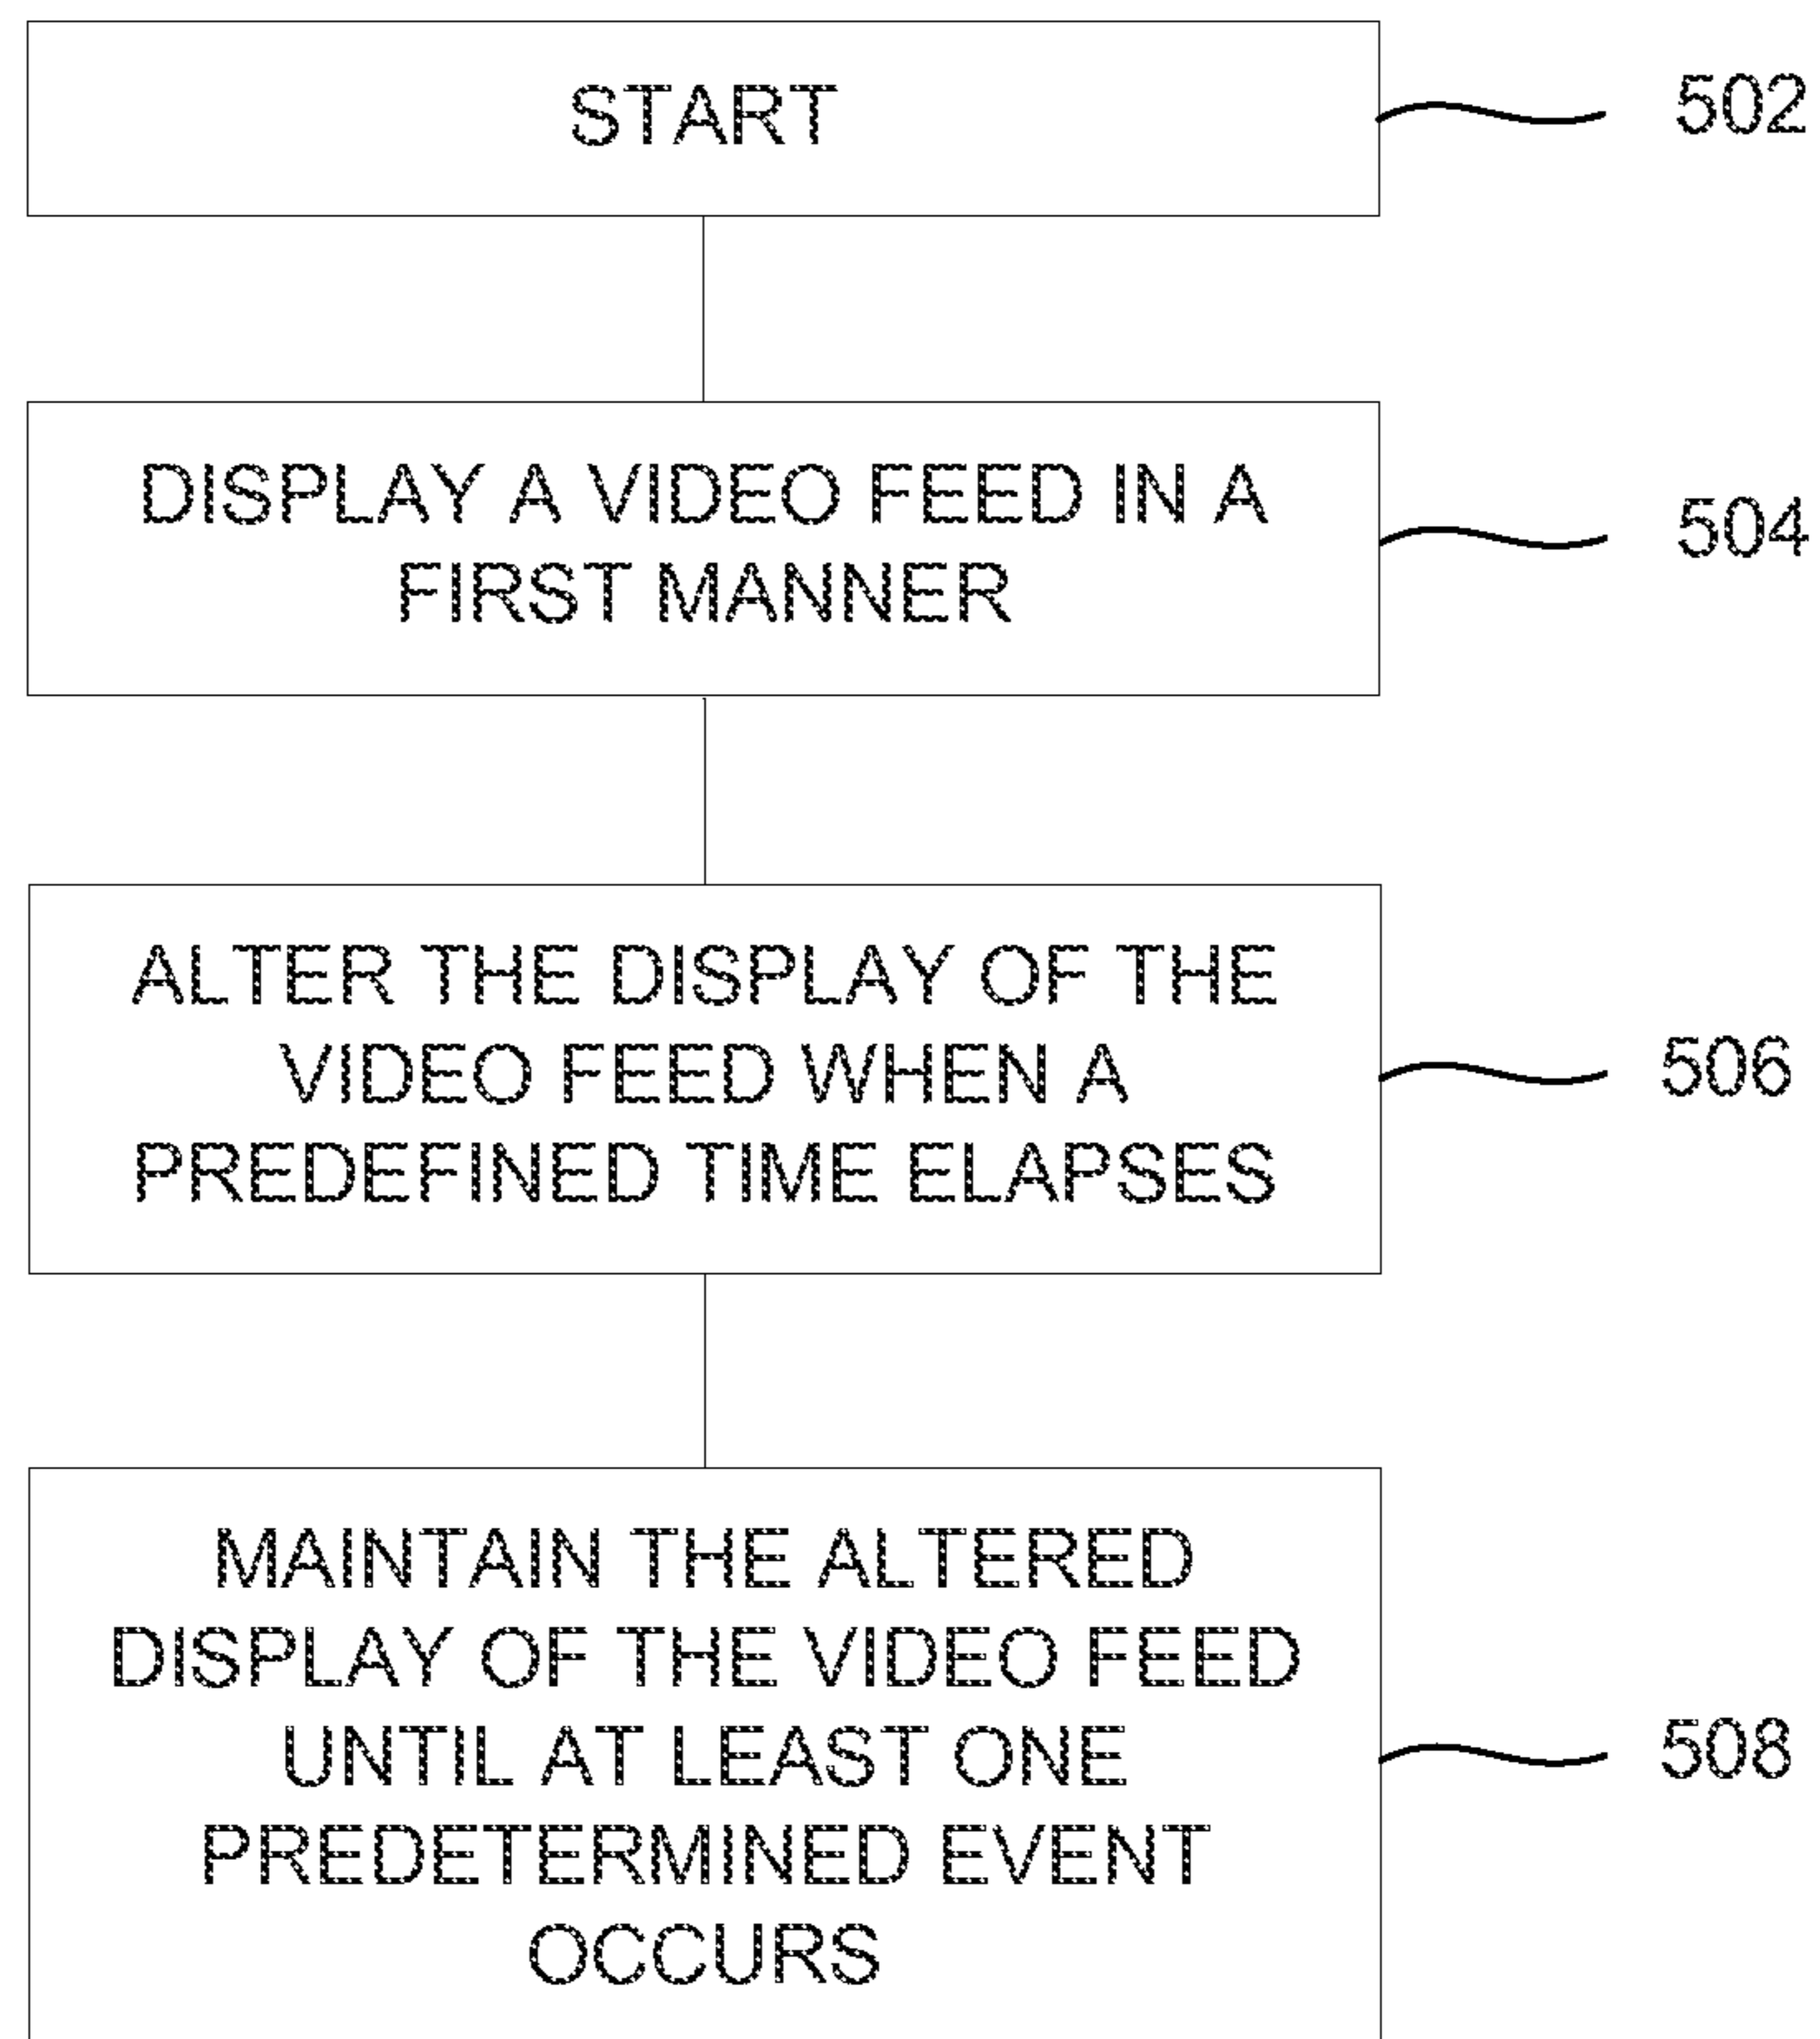 START
502
DISPLAY A VIDEO FEED IN A
FIRST MANNER
504
ALTER THE DISPLAY OF THE
VIDEO FEED WHEN A
PREDEFINED TIME ELAPSES
506
MAINTAIN THE ALTERED
DISPLAY OF THE VIDEO FEED
UNTIL AT LEAST ONE
PREDETERMINED EVENT
OCCURS
508